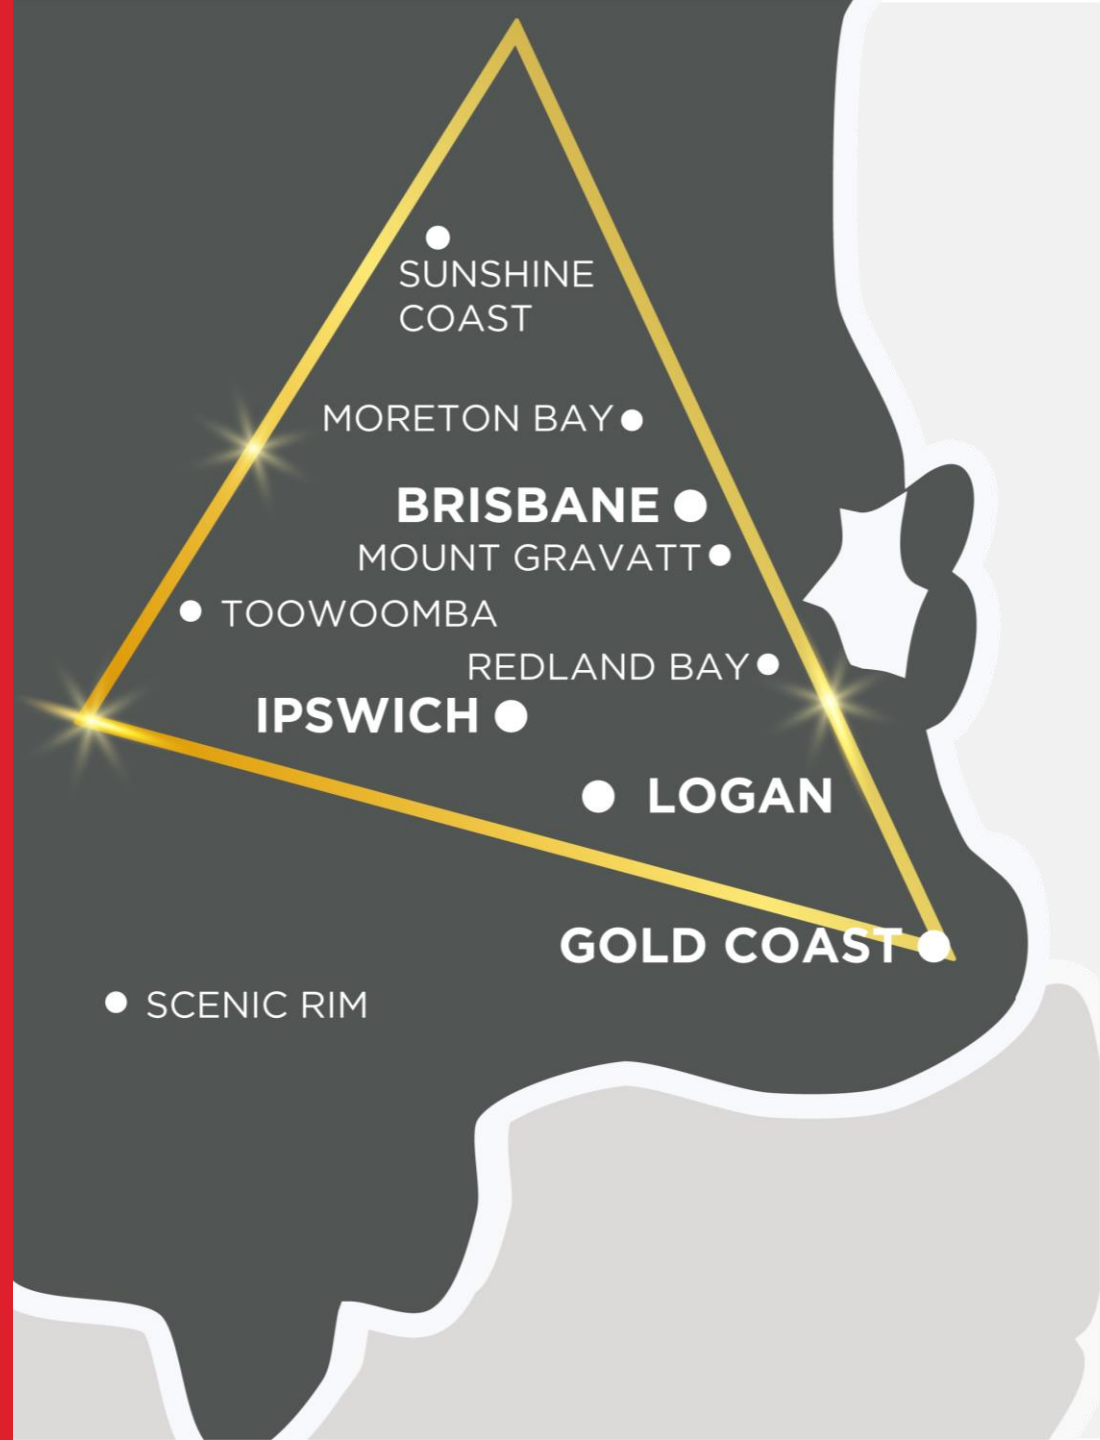 SUNSHINE
COAST
MORETON BAY
BRISBANE
MOUNT GRAVATT
TOOWOOMBA
REDLAND BAY
IPSWICH
LOGAN
GOLD COAST
SCENIC RIM